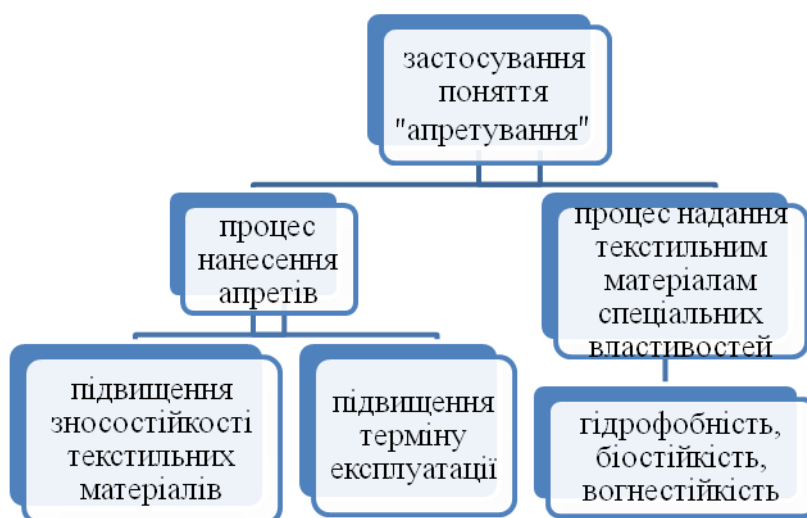 застосування
поняття
"апретування"
процес
нанесення
апретів
процес надання
текстильним
матеріалам
спеціальних
властивостей
підвищення
зносостійкості
текстильних
матеріалів
підвищення
терміну
експлуатації
гідрофобність,
біостійкість,
вогнестійкість